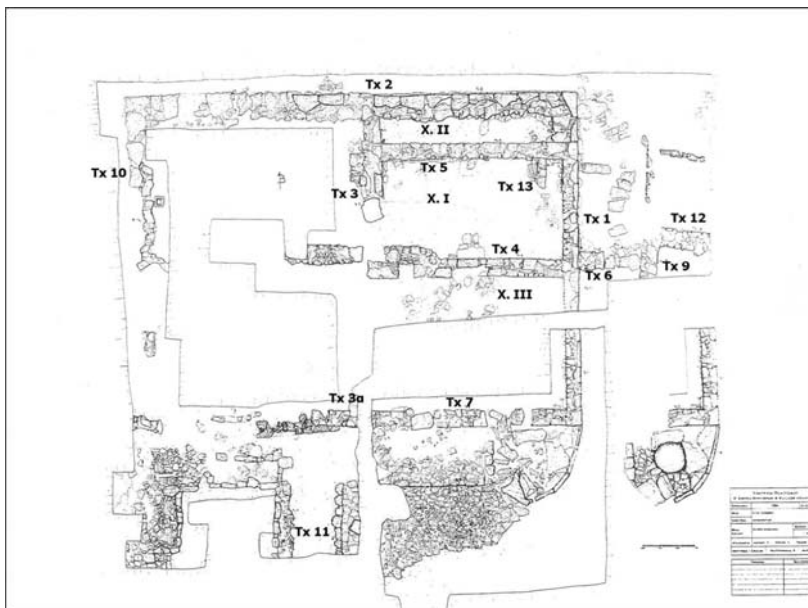 Tx 2
X. II
Tx 10
Tx 5
Tx 13
Tx 3
X. I
Tx 1
Tx 12
Tx 4
Tx 6
Tx 9
X. III
Tx 3a
Tx 7
Tx 11